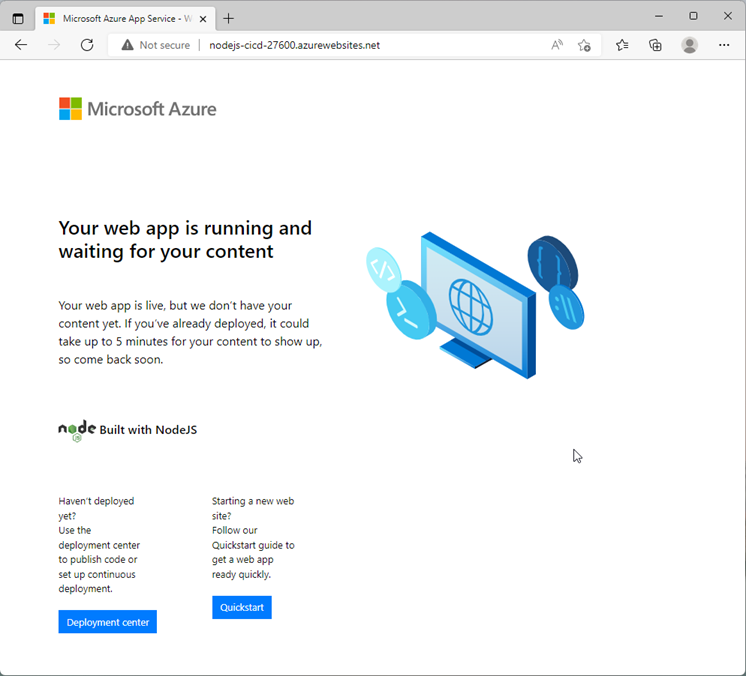 Microsoft Azure App Service - W
Not secure
nodejs-cicd-27600.azurewebsites.net
Microsoft Azure
Your web app is running and
waiting for your content
Your web app is live, but we don’t have your
content yet. If you’ve already deployed, it could
take up to 5 minutes for your content to show up,
so come back soon.
node JS Built with NodeJS
Haven’t deployed
yet?
Use the
deployment center
to publish code or
set up continuous
deployment.
Deployment center
Starting a new web
site?
Follow our
Quickstart guide to
get a web app
ready quickly.
Quickstart